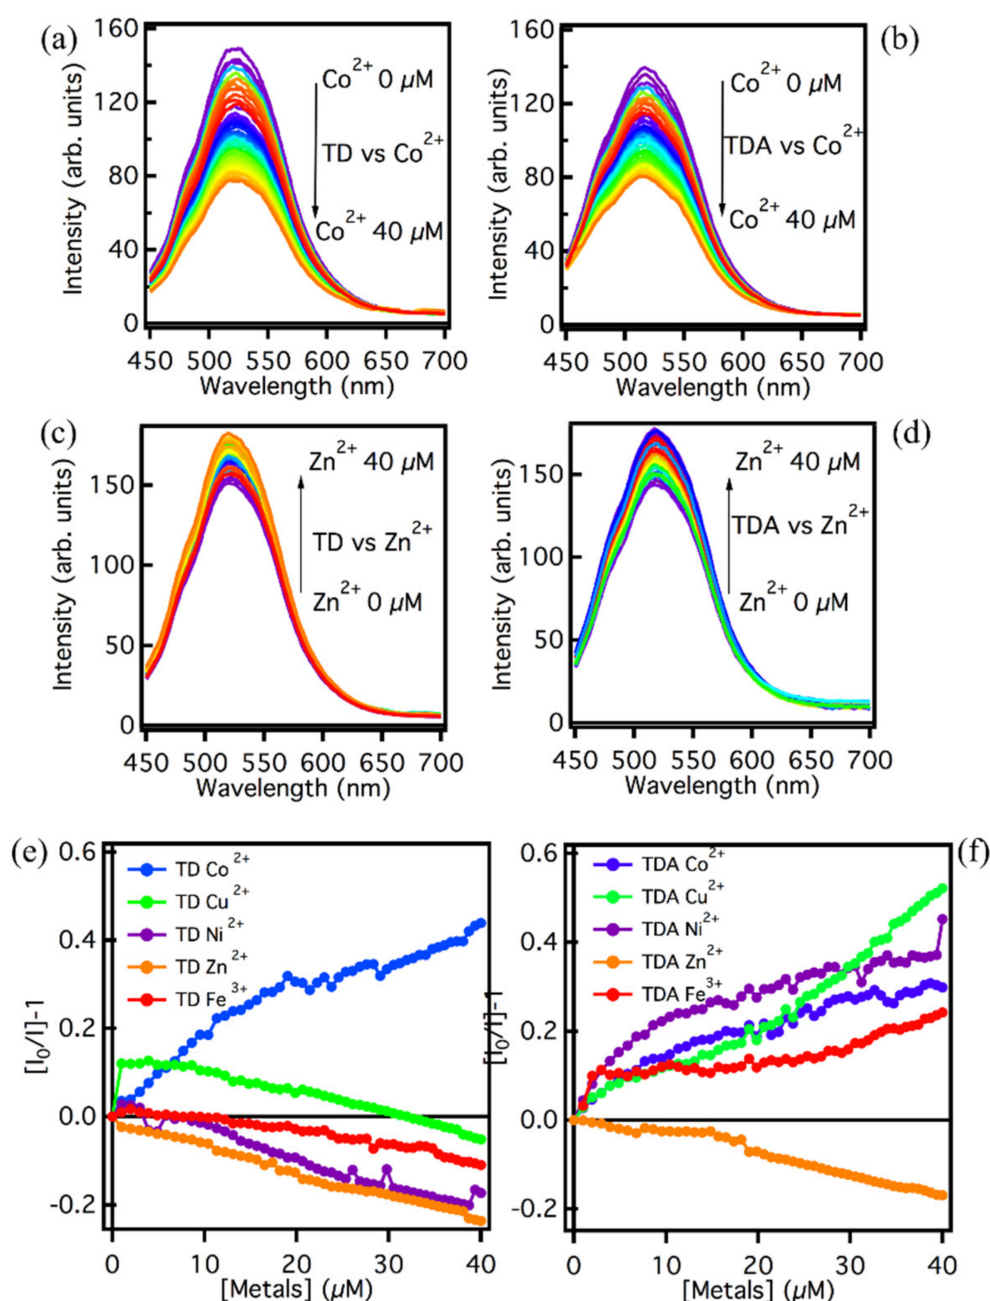 (a)
160
120
80
40
0
Intensity (arb. units)
Co²⁺ 0 µM
TD vs Co²⁺
Co²⁺ 40 µM
450 500 550 600 650 700
Wavelength (nm)
(b)
160
120
80
40
0
Intensity (arb. units)
Co²⁺ 0 µM
TDA vs Co²⁺
Co²⁺ 40 µM
450 500 550 600 650 700
Wavelength (nm)
(c)
150
100
50
0
Intensity (arb. units)
Zn²⁺ 40 µM
TD vs Zn²⁺
Zn²⁺ 0 µM
450 500 550 600 650 700
Wavelength (nm)
(d)
150
100
50
0
Intensity (arb. units)
Zn²⁺ 40 µM
TDA vs Zn²⁺
Zn²⁺ 0 µM
450 500 550 600 650 700
Wavelength (nm)
(e)
0.6
0.4
0.2
0.0
-0.2
[I₀/I]-1
TD Co²⁺
TD Cu²⁺
TD Ni²⁺
TD Zn²⁺
TD Fe³⁺
0 10 20 30 40
[Metals] (µM)
(f)
0.6
0.4
0.2
0.0
-0.2
[I₀/I]-1
TDA Co²⁺
TDA Cu²⁺
TDA Ni²⁺
TDA Zn²⁺
TDA Fe³⁺
0 10 20 30 40
[Metals] (µM)